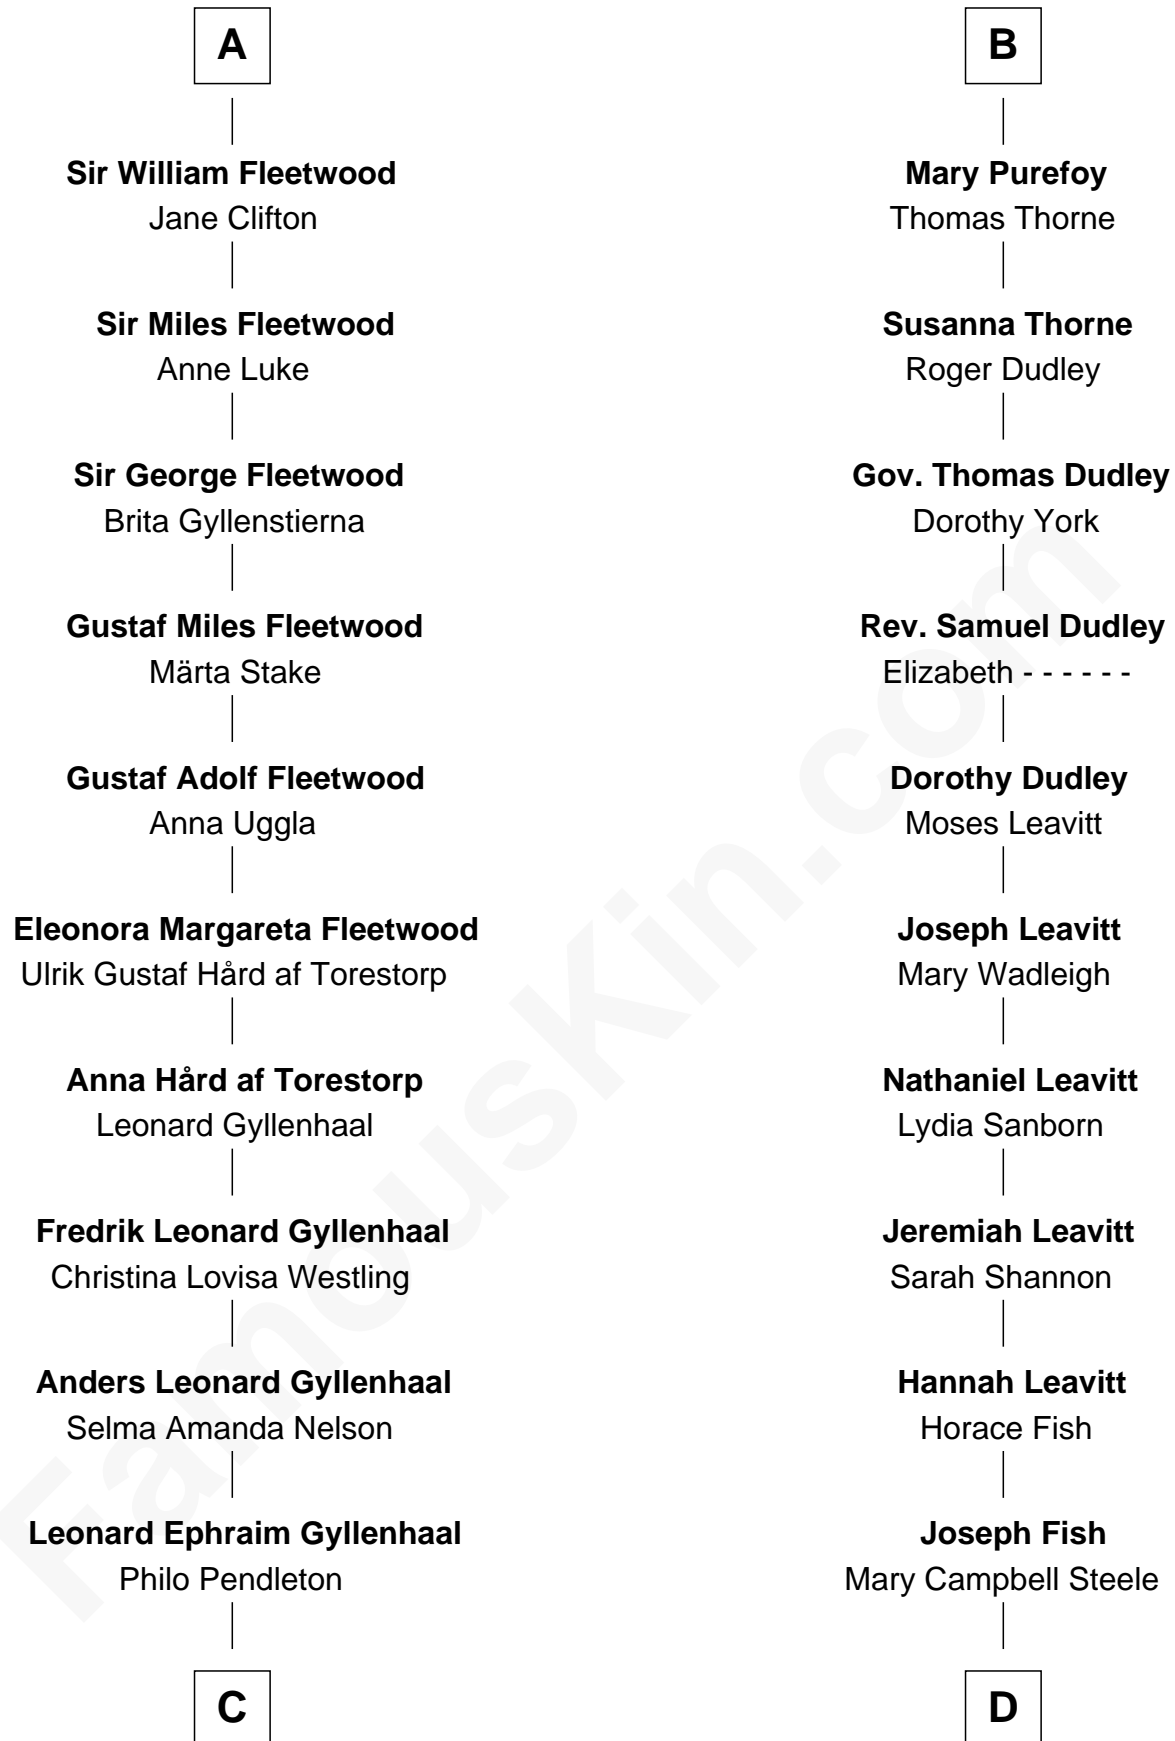 A
Sir William Fleetwood
Jane Clifton
Sir Miles Fleetwood
Anne Luke
Sir George Fleetwood
Brita Gyllenstierna
Gustaf Miles Fleetwood
Märta Stake
Gustaf Adolf Fleetwood
Anna Uggla
Eleonora Margareta Fleetwood
Ulrik Gustaf Hård af Torestorp
Anna Hård af Torestorp
Leonard Gyllenhaal
Fredrik Leonard Gyllenhaal
Christina Lovisa Westling
Anders Leonard Gyllenhaal
Selma Amanda Nelson
Leonard Ephraim Gyllenhaal
Philo Pendleton
C
B
Mary Purefoy
Thomas Thorne
Susanna Thorne
Roger Dudley
Gov. Thomas Dudley
Dorothy York
Rev. Samuel Dudley
Elizabeth - - - - - -
Dorothy Dudley
Moses Leavitt
Joseph Leavitt
Mary Wadleigh
Nathaniel Leavitt
Lydia Sanborn
Jeremiah Leavitt
Sarah Shannon
Hannah Leavitt
Horace Fish
Joseph Fish
Mary Campbell Steele
D
FamousKin.com